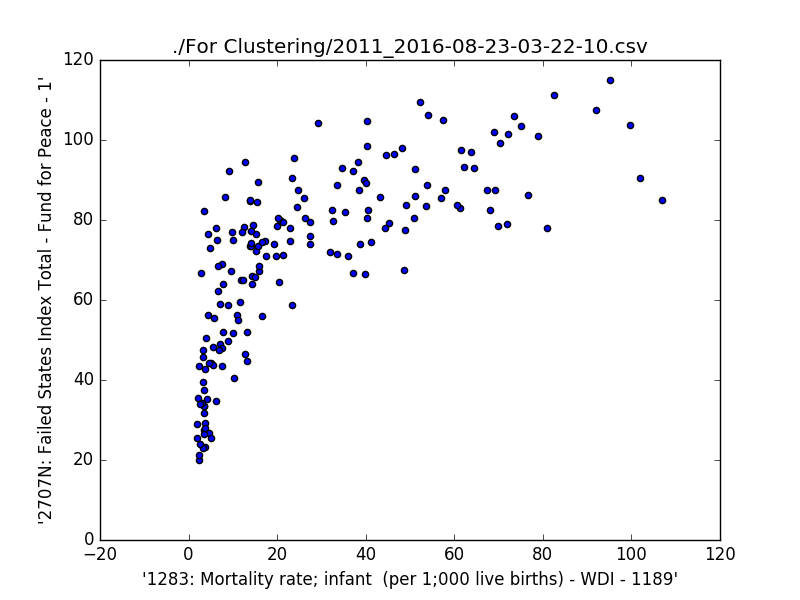 ./For Clustering/2011_2016-08-23-03-22-10.csv
120
100
80
60
40
20
0
'2707N: Failed States Index Total - Fund for Peace - 1'
−20 0 20 40 60 80 100 120
'1283: Mortality rate; infant  (per 1;000 live births) - WDI - 1189'